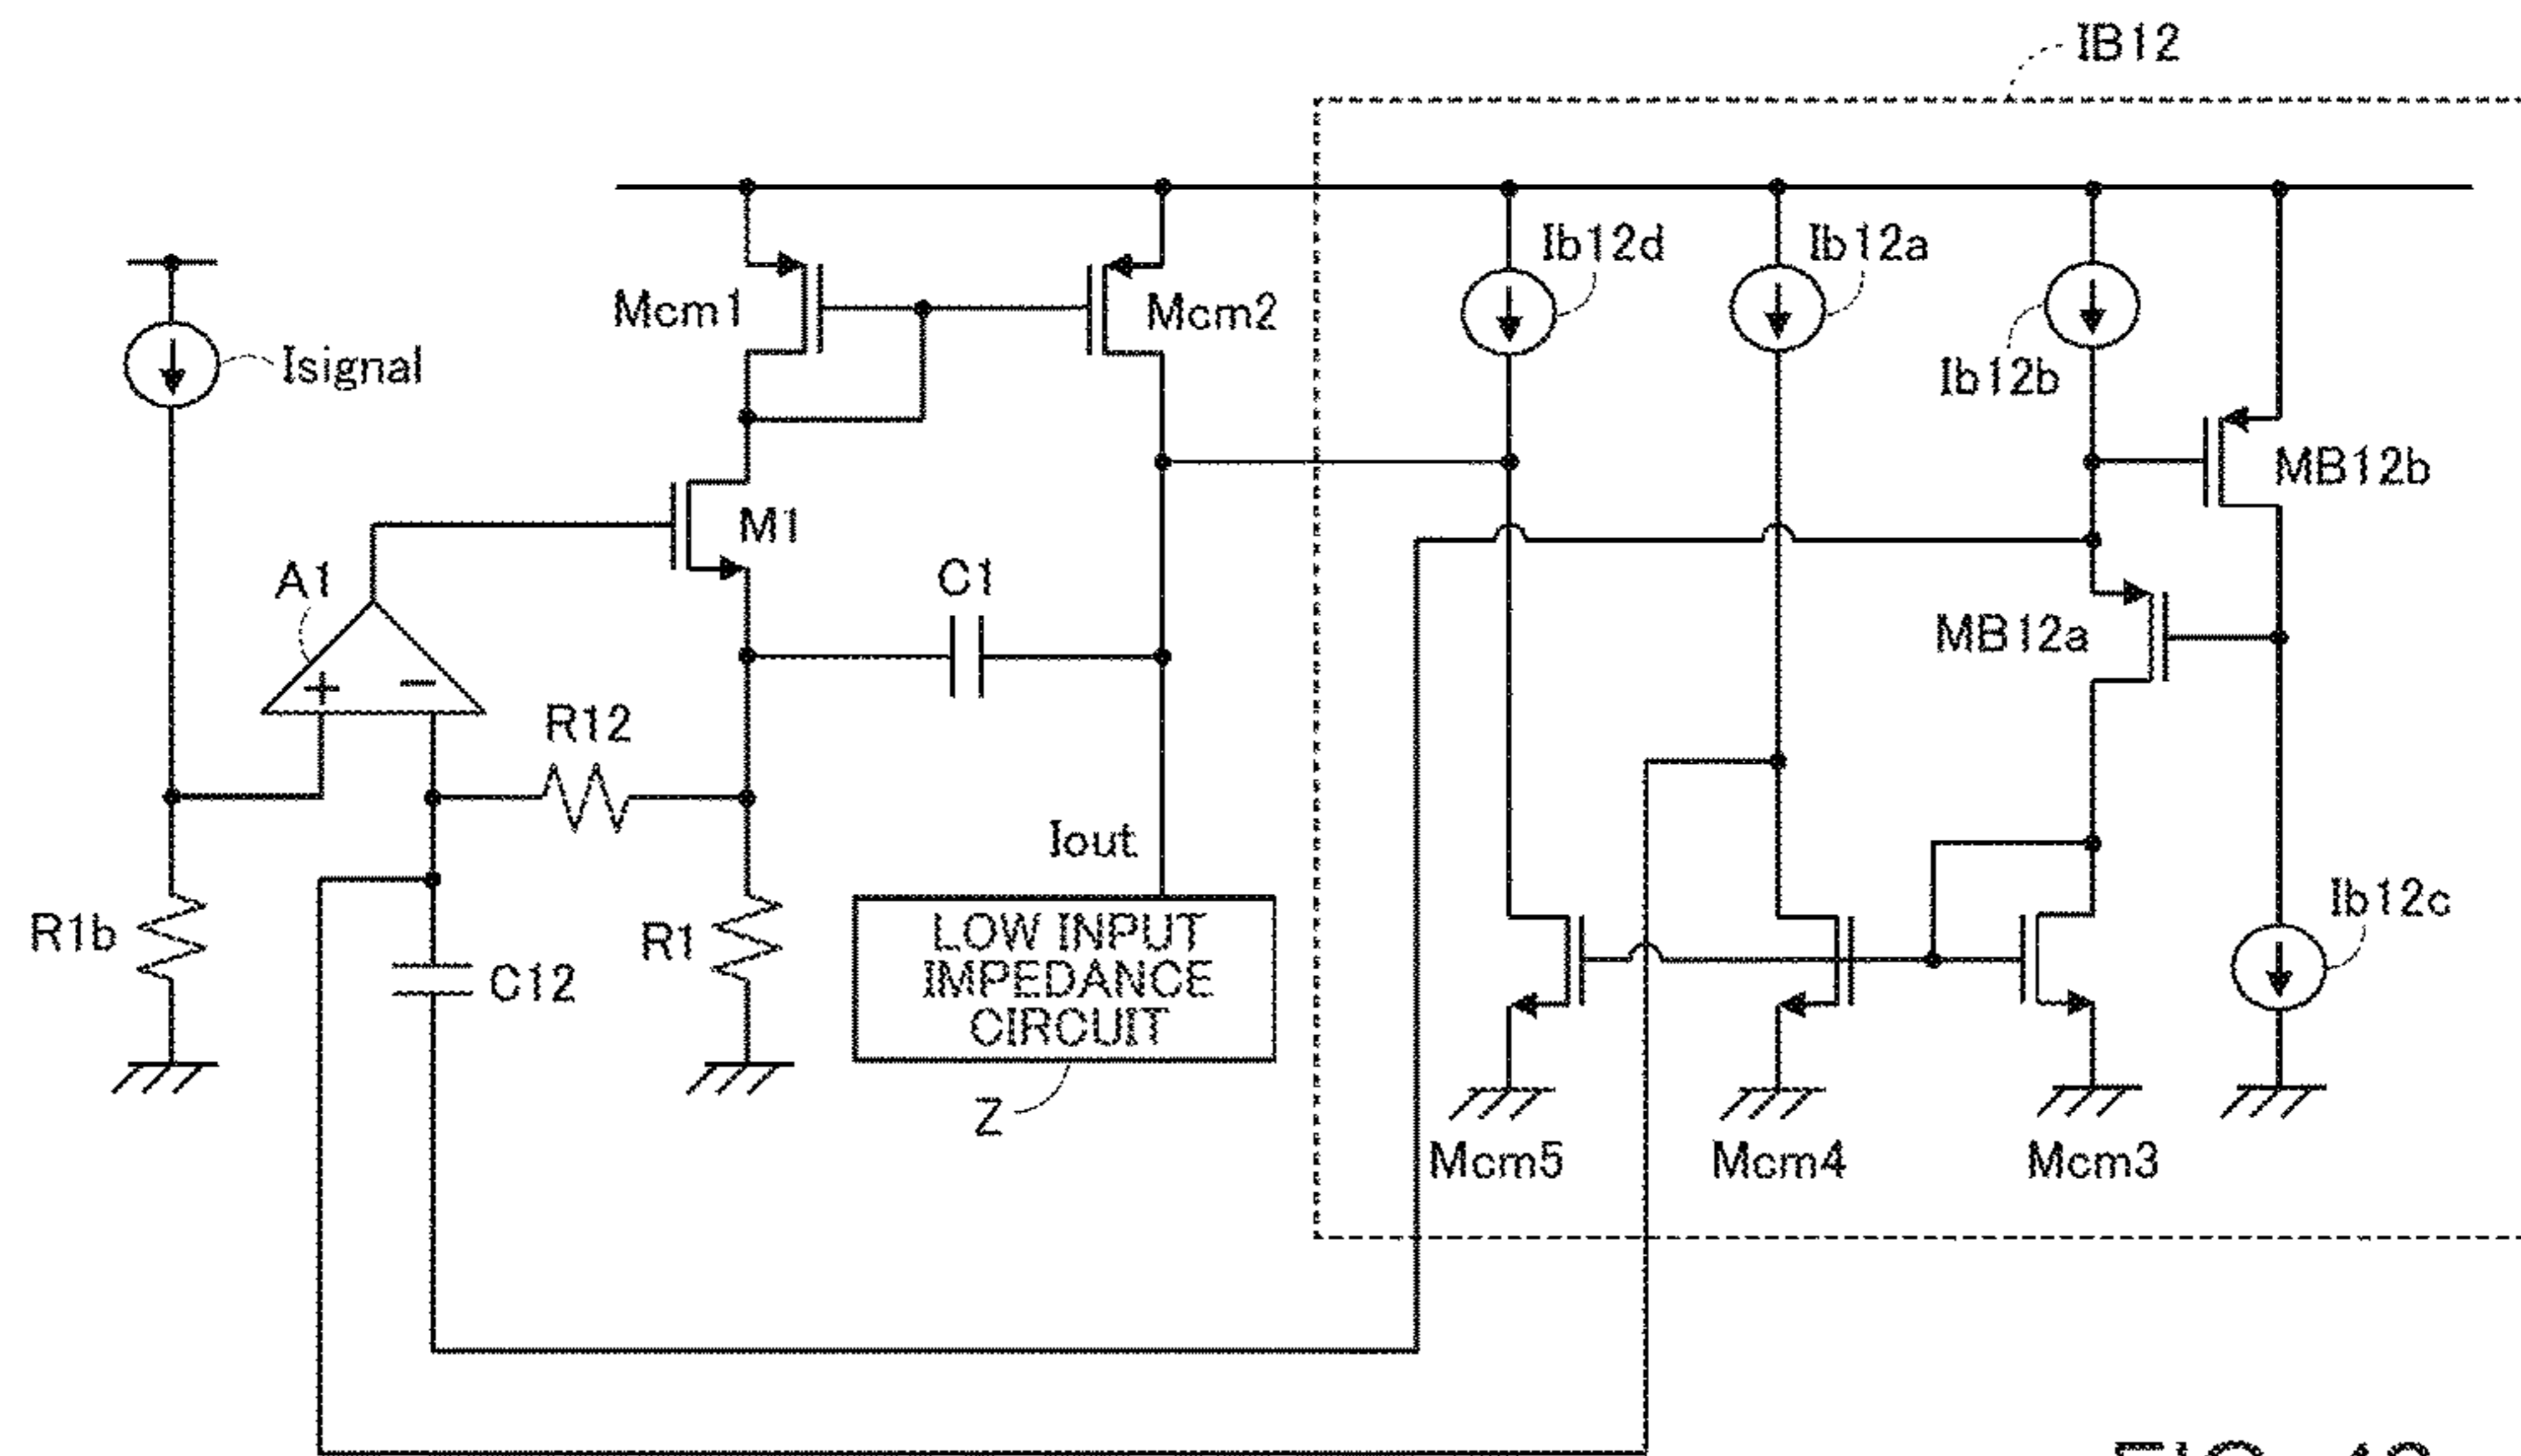 IB12
Ib12d
Ib12a
Mcm1
Mcm2
Isignal
Ib12b
MB12b
M1
A1
C1
MB12a
+
−
R12
Iout
R1b
R1
C12
LOW INPUT
IMPEDANCE
CIRCUIT
Ib12c
Z
Mcm5
Mcm4
Mcm3